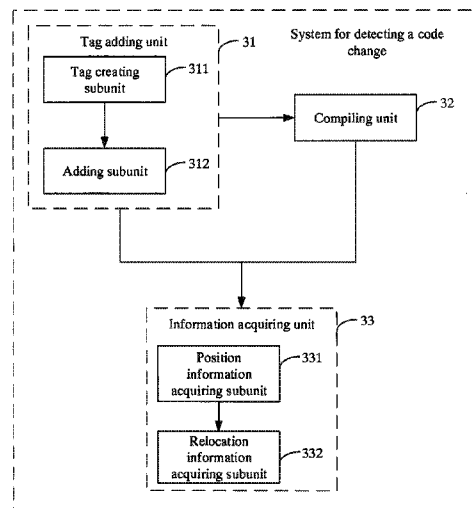 Tag adding unit
31
System for detecting a code
change
Tag creating
subunit
311
Compiling unit
32
Adding subunit
312
Information acquiring unit
33
Position
information
acquiring subunit
331
Relocation
information
acquiring subunit
332